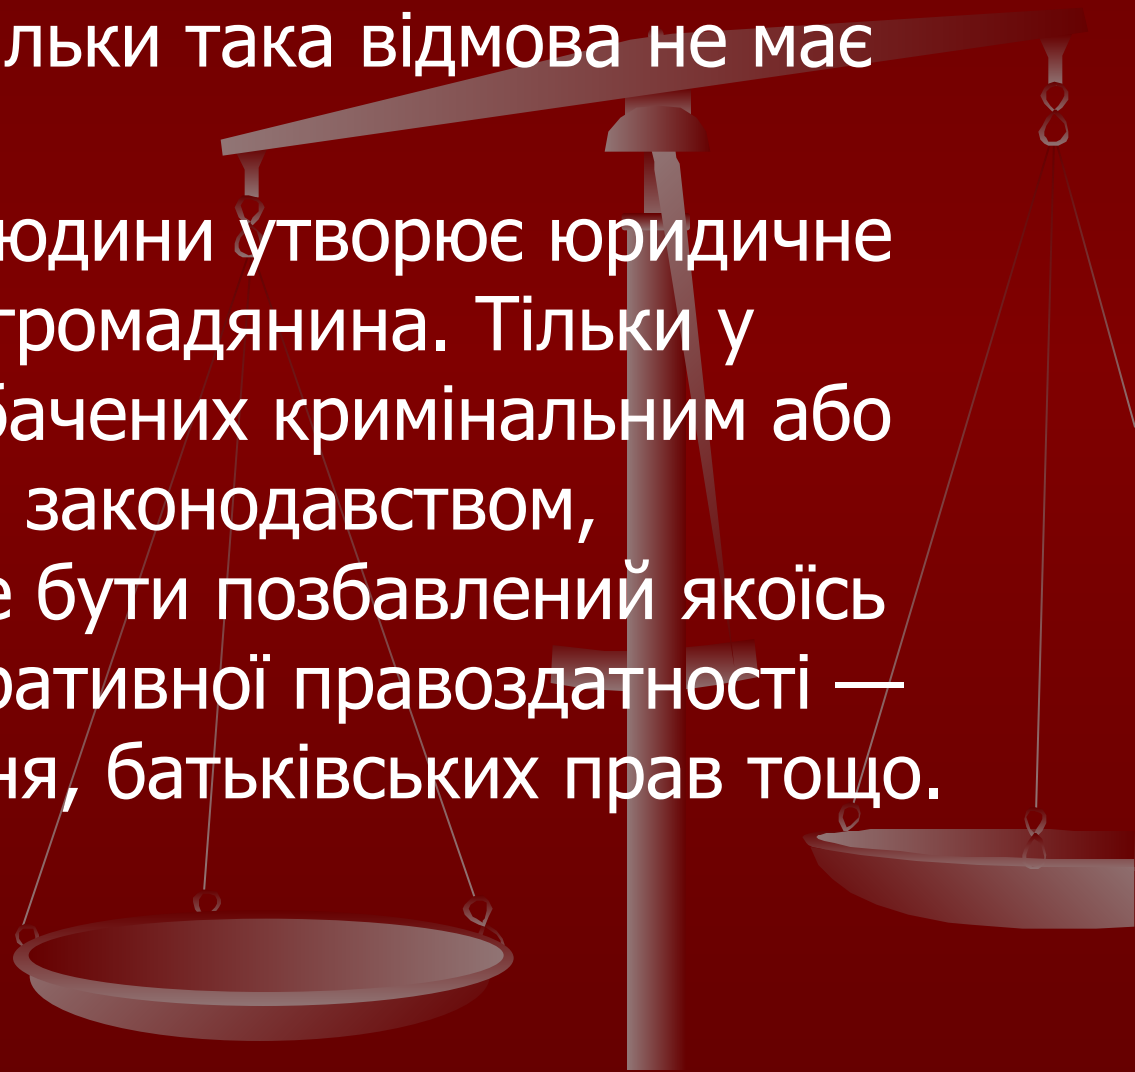 льки така відмова не має
юдини утворює юридичне
громадянина. Тільки у
бачених кримінальним або
законодавством,
е бути позбавлений якоїсь
ративної правоздатності —
ня, батьківських прав тощо.